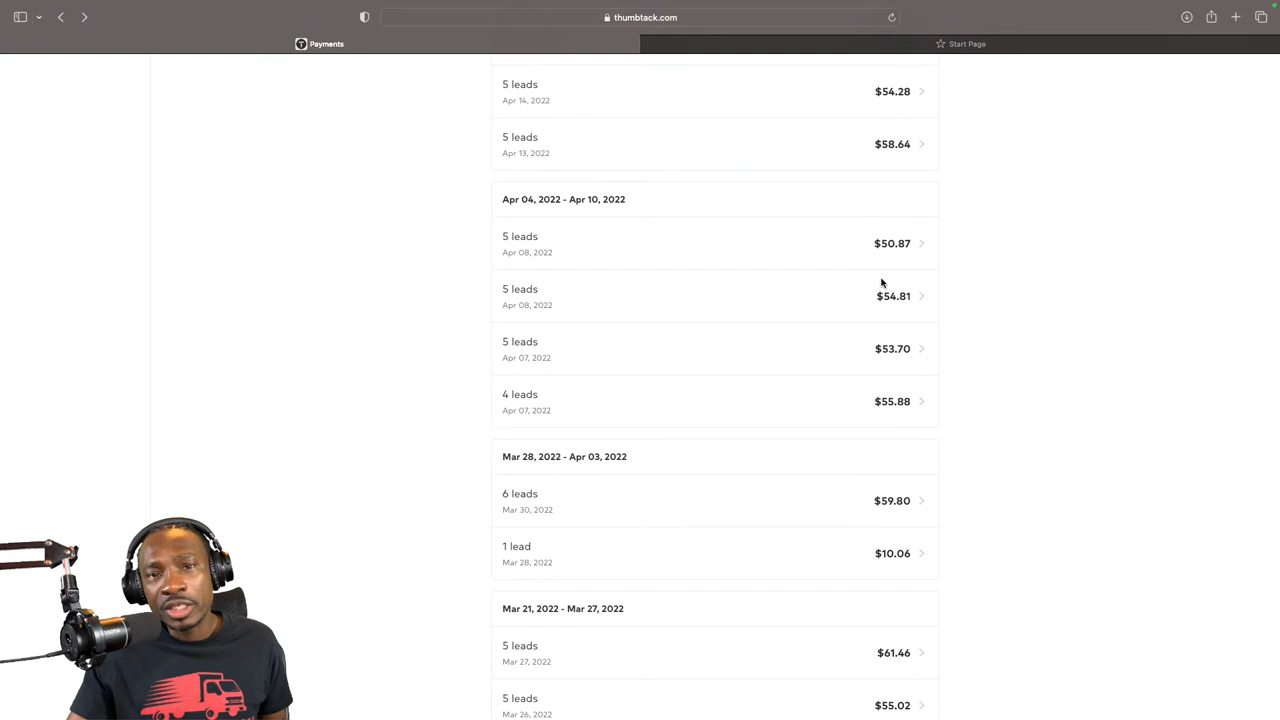 thumbtack.com
Payments
Start Page
5 leads
Apr 14, 2022
$54.28
5 leads
Apr 13, 2022
$58.64
Apr 04, 2022 - Apr 10, 2022
5 leads
Apr 08, 2022
$50.87
5 leads
Apr 08, 2022
$54.81
5 leads
Apr 07, 2022
$53.70
4 leads
Apr 07, 2022
$55.88
Mar 28, 2022 - Apr 03, 2022
6 leads
Mar 30, 2022
$59.80
1 lead
Mar 28, 2022
$10.06
Mar 21, 2022 - Mar 27, 2022
5 leads
Mar 27, 2022
$61.46
5 leads
Mar 26, 2022
$55.02